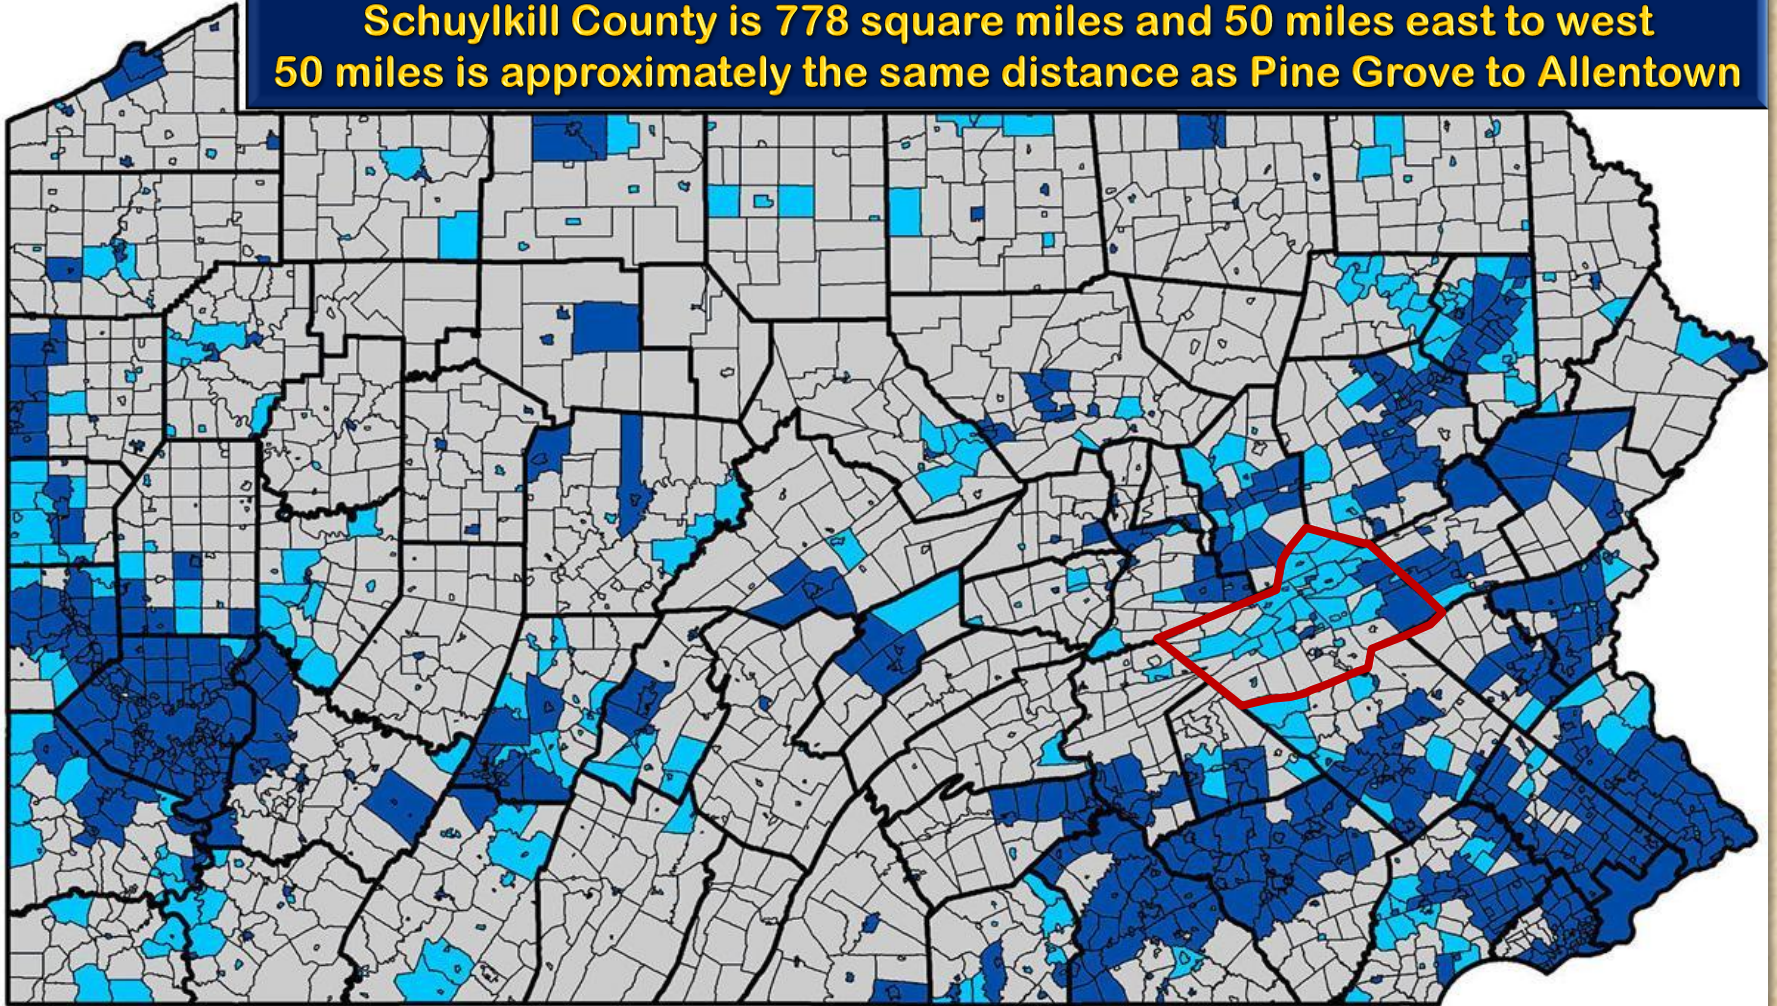 Schuylkill County is 778 square miles and 50 miles east to west
50 miles is approximately the same distance as Pine Grove to Allentown